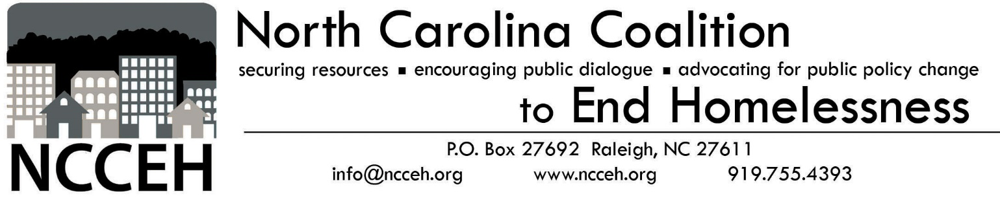 North Carolina Coalition
securing resources ▪ encouraging public dialogue ▪ advocating for public policy change
to End Homelessness
P.O. Box 27692 Raleigh, NC 27611
info@ncceh.org www.ncceh.org 919.755.4393
NCCEH